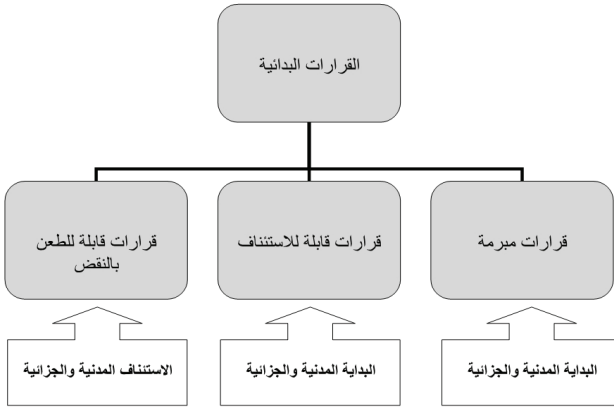 القرارات البدائية
قرارات مبرمة
قرارات قابلة للاستئناف
قرارات قابلة للطعن
بالنقض
البداية المدنية والجزائية
البداية المدنية والجزائية
الاستئناف المدنية والجزائية